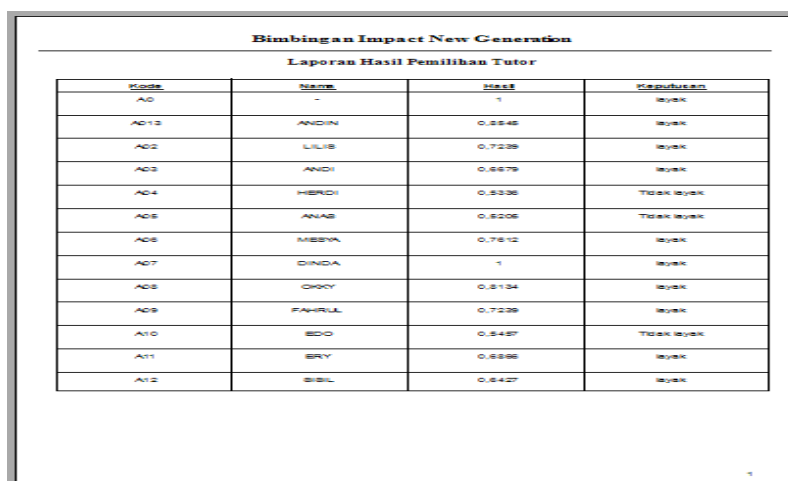 Bimbingan Impact New Generation
Laporan Hasil Pemilihan Tutor
Kode Nama Hasil Keputusan
A0 - 1 layak
A013 ANDIN 0,8545 layak
A02 LILIS 0,7239 layak
A03 ANDI 0,6679 layak
A04 HERDI 0,5336 Tidak layak
A05 ANAS 0,5205 Tidak layak
A06 MESYA 0,7612 layak
A07 DINDA 1 layak
A08 OKKY 0,8134 layak
A09 FAHRUL 0,7239 layak
A10 EDO 0,5457 Tidak layak
A11 ERY layak
A12 SISIL 0,6427 layak
1